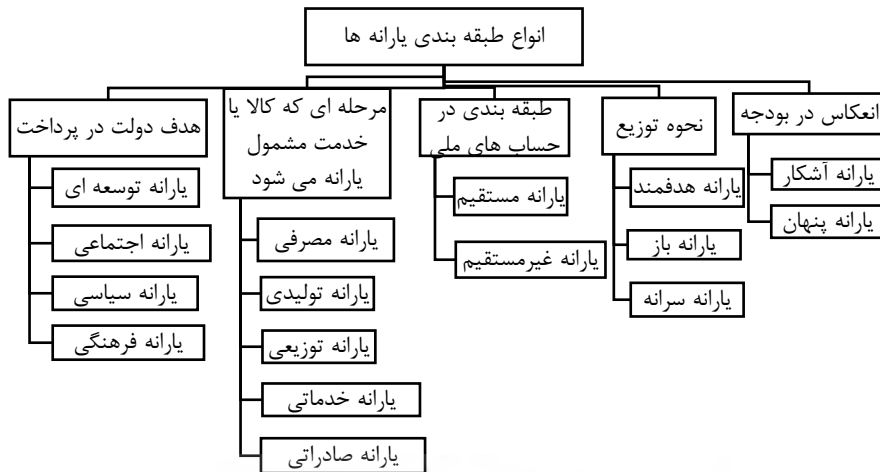 انواع طبقه بندی یارانه ها
انعکاس در بودجه
یارانه آشکار
یارانه پنهان
نحوه توزیع
یارانه هدفمند
یارانه باز
یارانه سرانه
طبقه بندی در
حساب های ملی
یارانه مستقیم
یارانه غیرمستقیم
مرحله ای که کالا یا
خدمت مشمول
یارانه می شود
یارانه مصرفی
یارانه تولیدی
یارانه توزیعی
یارانه خدماتی
یارانه صادراتی
هدف دولت در پرداخت
یارانه توسعه ای
یارانه اجتماعی
یارانه سیاسی
یارانه فرهنگی